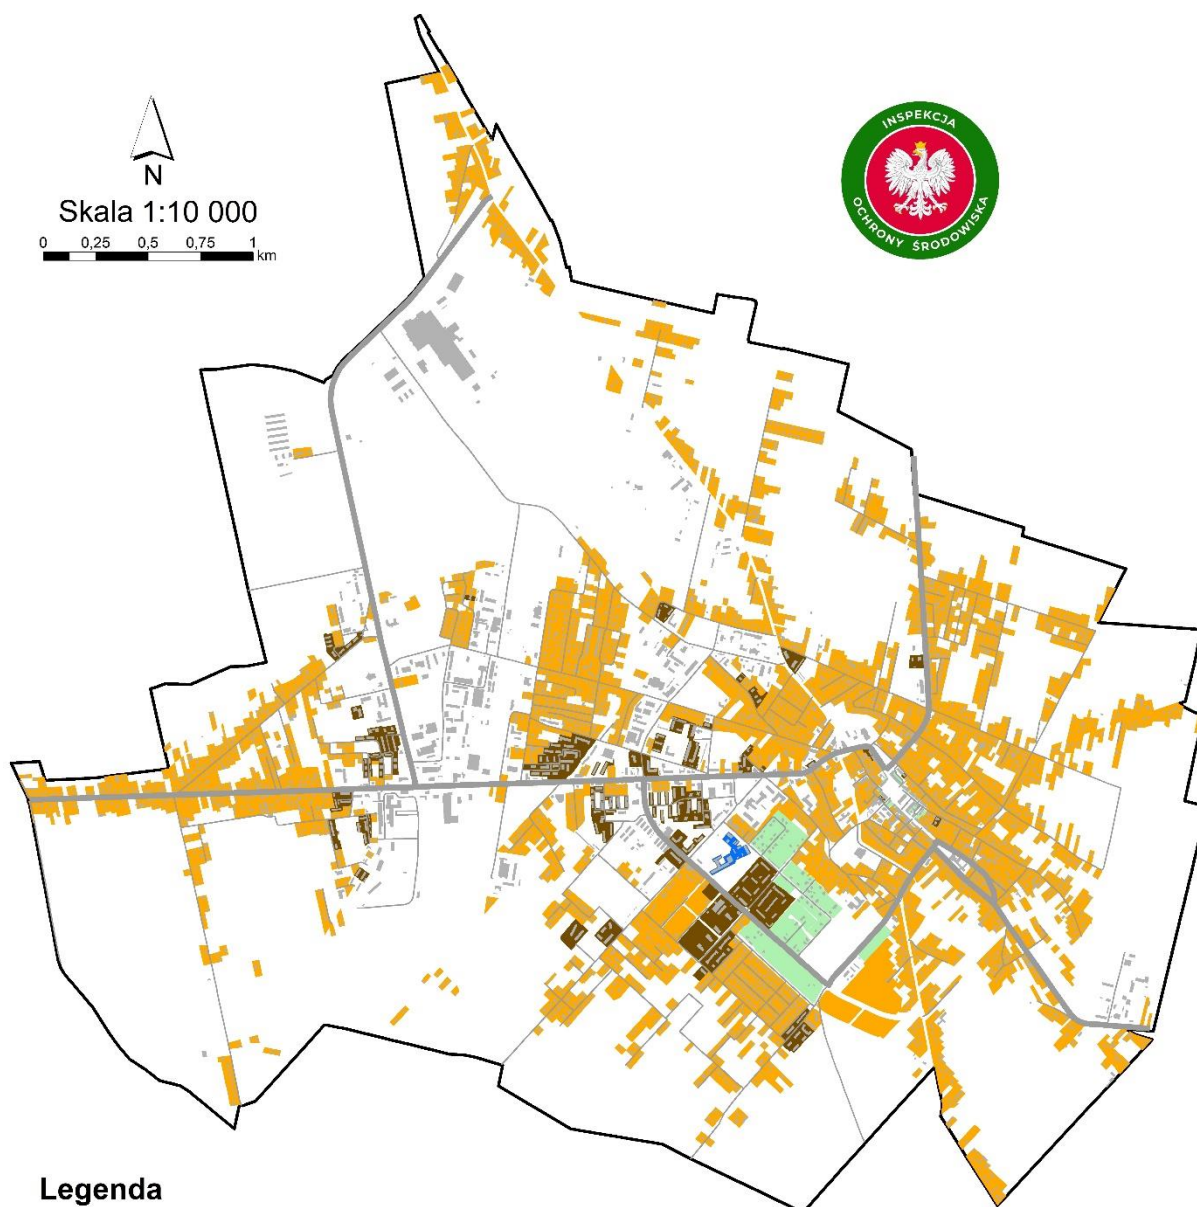 N
Skala 1:10 000
0 0,25 0,5 0,75 1
km
INSPEKCJA
OCHRONY ŚRODOWISKA
Legenda